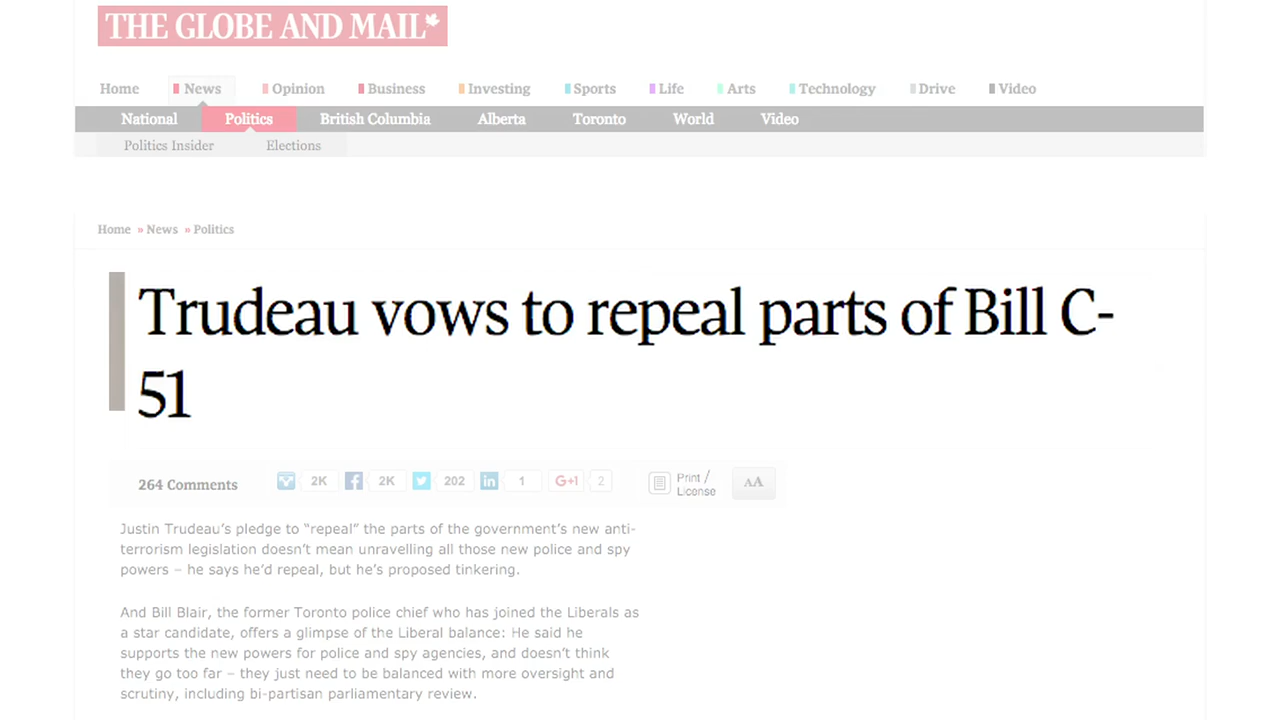 THE GLOBE AND MAIL
Home News Opinion Business Investing Sports Life Arts Technology Drive Video
National Politics British Columbia Alberta Toronto World Video
Politics Insider Elections
Home » News » Politics
Trudeau vows to repeal parts of Bill C-
51
264 Comments 2K 2K 202 1 G+1 2 Print / License AA
Justin Trudeau's pledge to “repeal” the parts of the government's new anti-
terrorism legislation doesn't mean unravelling all those new police and spy
powers – he says he'd repeal, but he's proposed tinkering.
And Bill Blair, the former Toronto police chief who has joined the Liberals as
a star candidate, offers a glimpse of the Liberal balance: He said he
supports the new powers for police and spy agencies, and doesn't think
they go too far – they just need to be balanced with more oversight and
scrutiny, including bi-partisan parliamentary review.